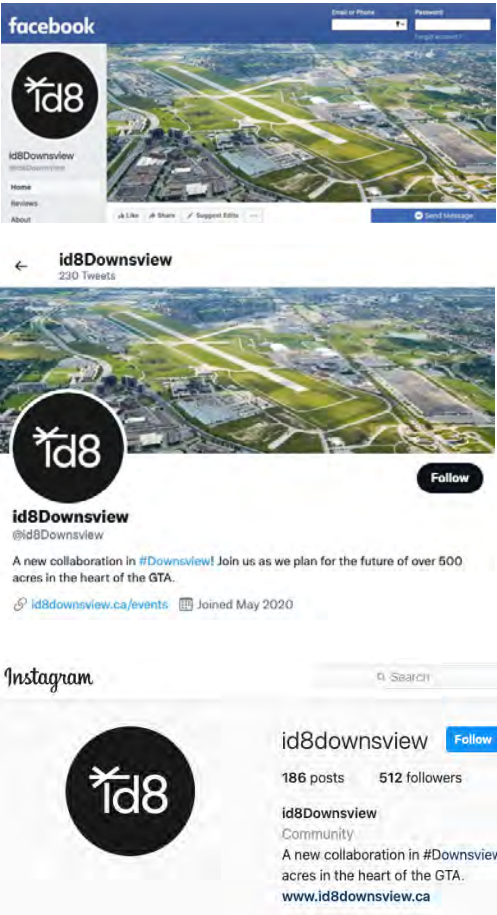 facebook
Email or Phone
Password
Forgot account?
id8
id8Downsview
@id8Downsview
Home
Reviews
About
Like
Share
Suggest Edits
Send Message
id8Downsview
230 Tweets
id8
Follow
id8Downsview
@id8Downsview
A new collaboration in #Downsview! Join us as we plan for the future of over 500
acres in the heart of the GTA.
id8downsview.ca/events Joined May 2020
Instagram
Search
id8
id8downsview Follow
186 posts 512 followers
id8Downsview
Community
A new collaboration in #Downsview
acres in the heart of the GTA.
www.id8downsview.ca